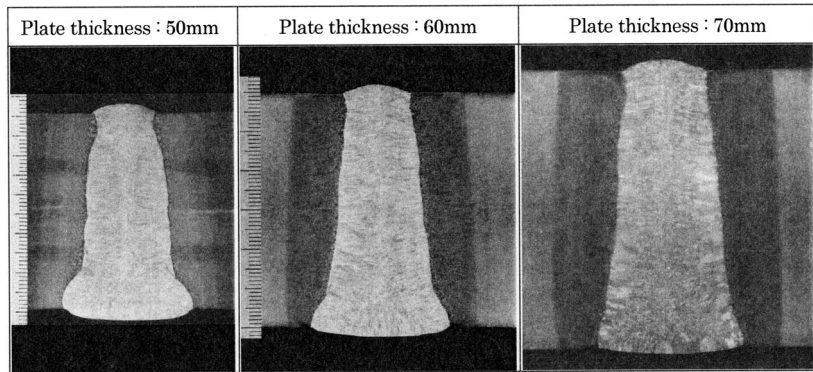 Plate thickness : 50mm
Plate thickness : 60mm
Plate thickness : 70mm